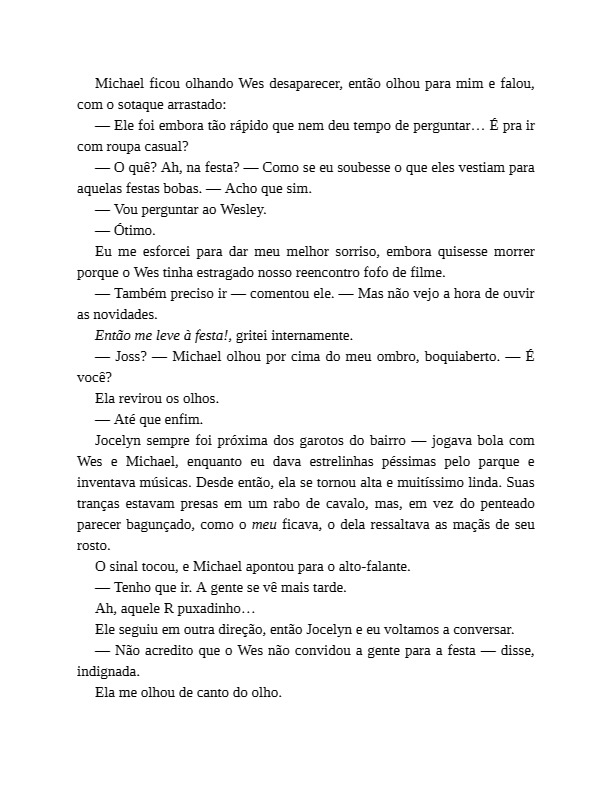 Michael ficou olhando Wes desaparecer, então olhou para mim e falou,
com o sotaque arrastado:
— Ele foi embora tão rápido que nem deu tempo de perguntar… É pra ir
com roupa casual?
— O quê? Ah, na festa? — Como se eu soubesse o que eles vestiam para
aquelas festas bobas. — Acho que sim.
— Vou perguntar ao Wesley.
— Ótimo.
Eu me esforcei para dar meu melhor sorriso, embora quisesse morrer
porque o Wes tinha estragado nosso reencontro fofo de filme.
— Também preciso ir — comentou ele. — Mas não vejo a hora de ouvir
as novidades.
Então me leve à festa!, gritei internamente.
— Joss? — Michael olhou por cima do meu ombro, boquiaberto. — É
você?
Ela revirou os olhos.
— Até que enfim.
Jocelyn sempre foi próxima dos garotos do bairro — jogava bola com
Wes e Michael, enquanto eu dava estrelinhas péssimas pelo parque e
inventava músicas. Desde então, ela se tornou alta e muitíssimo linda. Suas
tranças estavam presas em um rabo de cavalo, mas, em vez do penteado
parecer bagunçado, como o meu ficava, o dela ressaltava as maçãs de seu
rosto.
O sinal tocou, e Michael apontou para o alto-falante.
— Tenho que ir. A gente se vê mais tarde.
Ah, aquele R puxadinho…
Ele seguiu em outra direção, então Jocelyn e eu voltamos a conversar.
— Não acredito que o Wes não convidou a gente para a festa — disse,
indignada.
Ela me olhou de canto do olho.